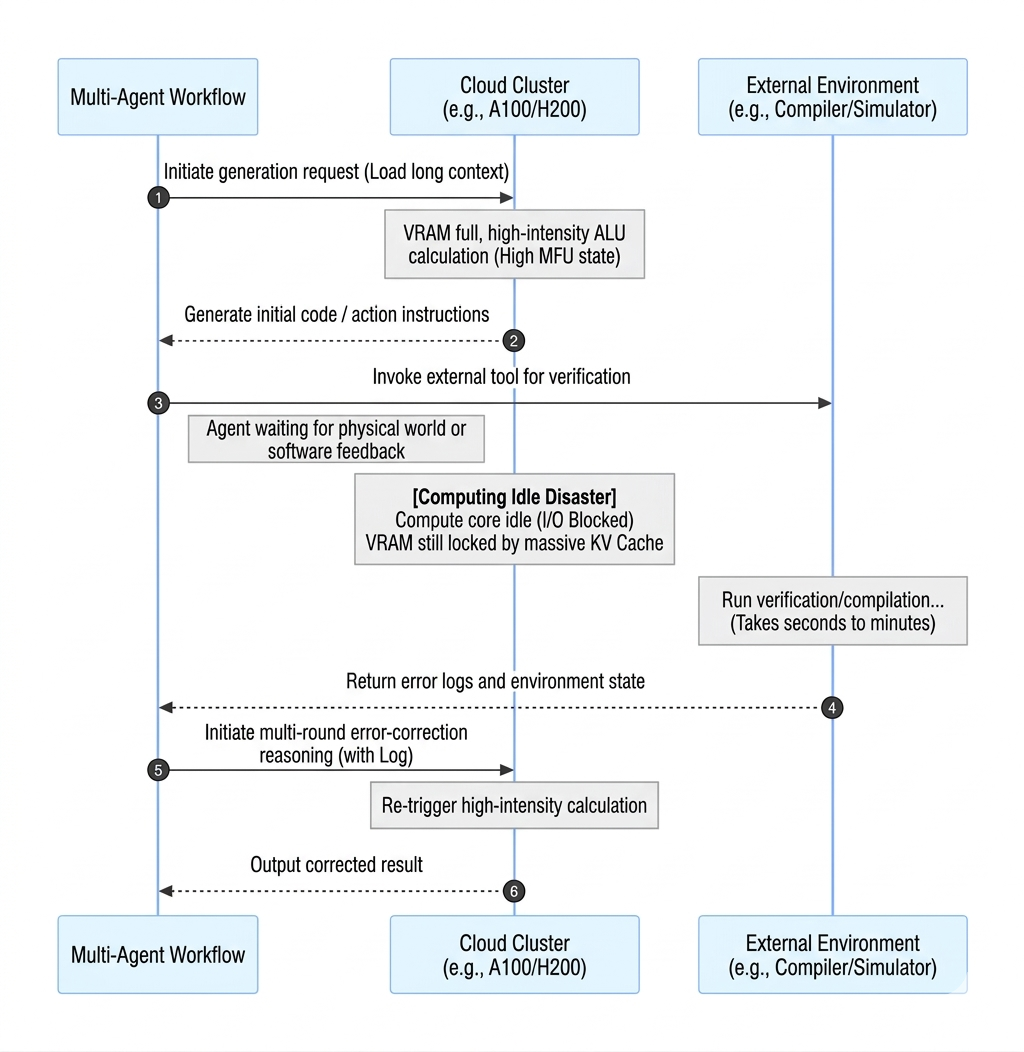 Multi-Agent Workflow
Cloud Cluster
(e.g., A100/H200)
External Environment
(e.g., Compiler/Simulator)
Initiate generation request (Load long context)
1
VRAM full, high-intensity ALU
calculation (High MFU state)
Generate initial code / action instructions
2
Invoke external tool for verification
3
Agent waiting for physical world or
software feedback
[Computing Idle Disaster]
Compute core idle (I/O Blocked)
VRAM still locked by massive KV Cache
Run verification/compilation...
(Takes seconds to minutes)
Return error logs and environment state
4
Initiate multi-round error-correction
reasoning (with Log)
5
Re-trigger high-intensity calculation
Output corrected result
6
Multi-Agent Workflow
Cloud Cluster
(e.g., A100/H200)
External Environment
(e.g., Compiler/Simulator)